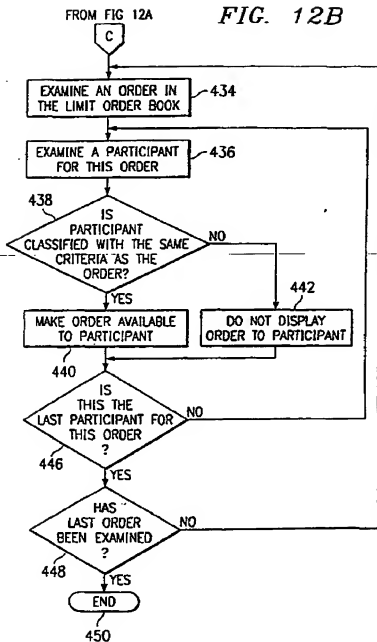 FROM FIG 12A
FIG. 12B
C
EXAMINE AN ORDER IN
THE LIMIT ORDER BOOK
434
EXAMINE A PARTICIPANT
FOR THIS ORDER
436
438
IS
PARTICIPANT
CLASSIFIED WITH THE SAME
CRITERIA AS THE
ORDER?
NO
YES
442
MAKE ORDER AVAILABLE
TO PARTICIPANT
440
DO NOT DISPLAY
ORDER TO PARTICIPANT
IS
THIS THE
LAST PARTICIPANT FOR
THIS ORDER
?
NO
446
YES
HAS
LAST ORDER
BEEN EXAMINED
?
NO
448
YES
END
450